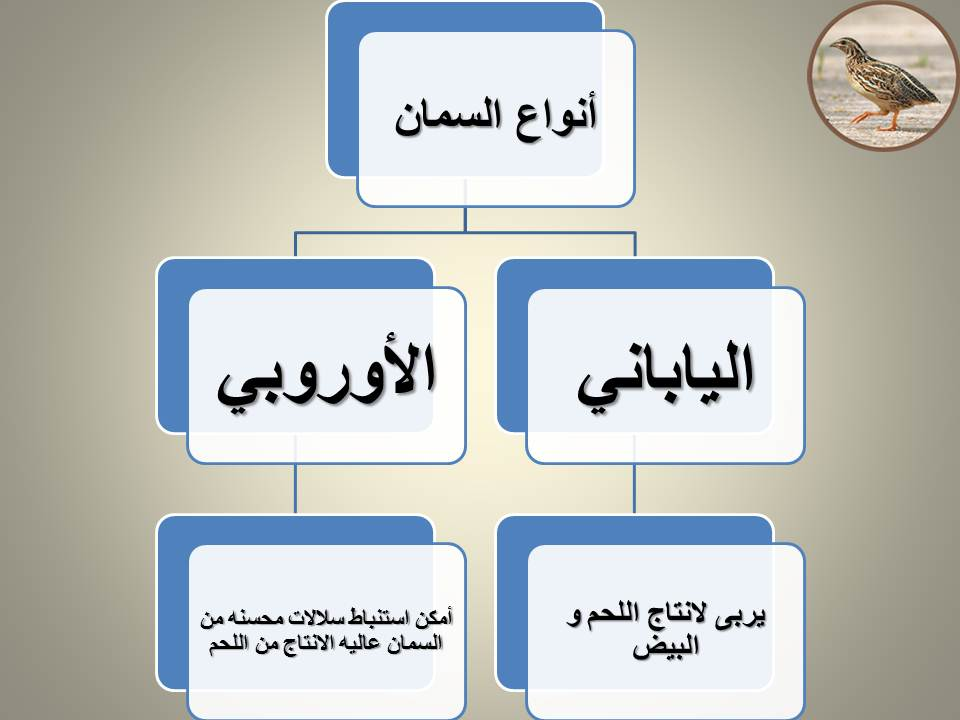 أنواع السمان
الياباني
الأوروبي
يربى لانتاج اللحم و
البيض
أمكن استنباط سلالات محسنه من
السمان عاليه الانتاج من اللحم